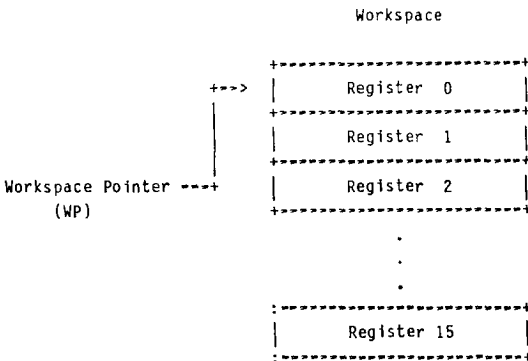 Workspace
Register 0
Register 1
Workspace Pointer
Register 2
(WP)
.
.
.
Register 15